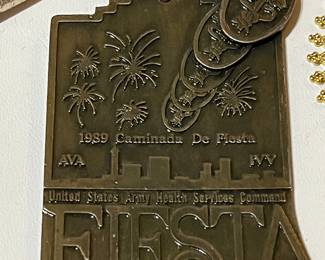 1989 Caminada De Fiesta
AVA IVV
United States Army Health Services Command
FIESTA